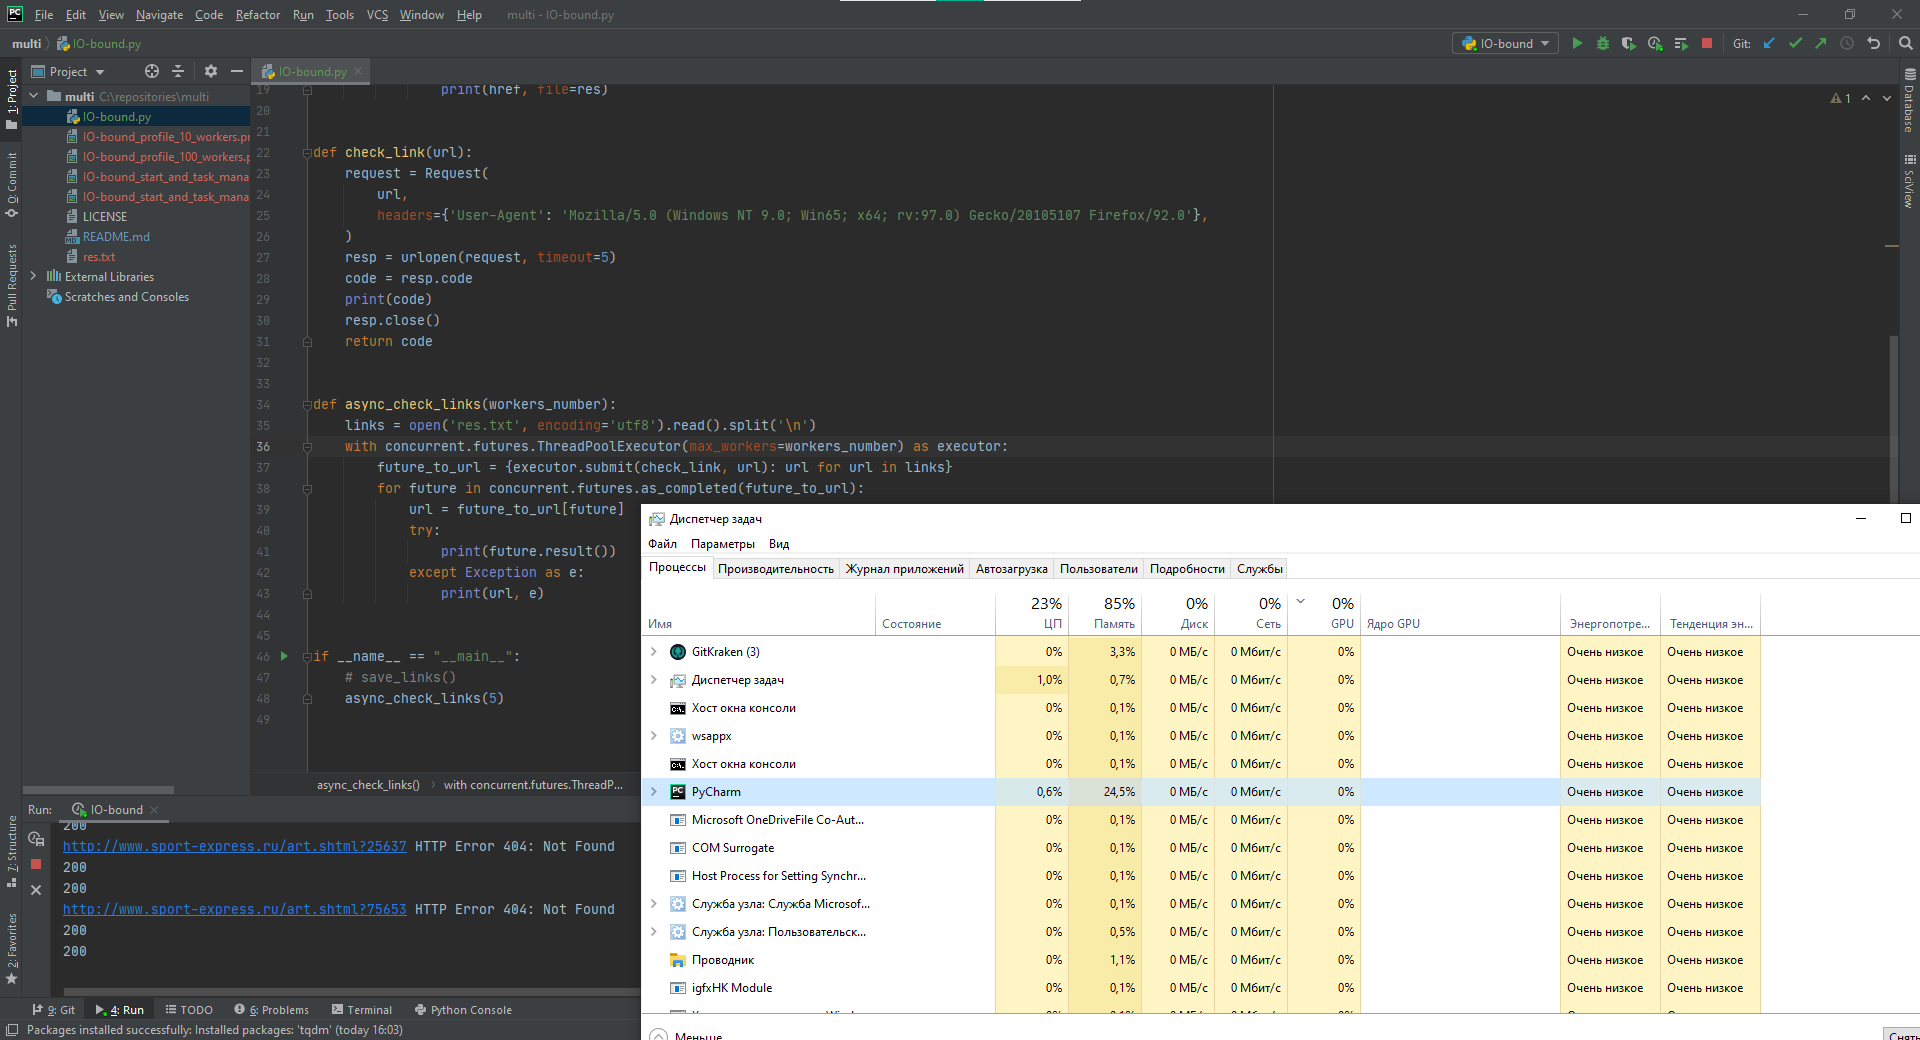 File Edit View Navigate Code Refactor Run Tools VCS Window Help multi - IO-bound.py
multi IO-bound.py
IO-bound
Git:
Project
IO-bound.py
1: Project
0: Commit
Pull Requests
7: Structure
2: Favorites
Database
SciView
multi C:\repositories\multi
IO-bound.py
IO-bound_profile_10_workers.pr
IO-bound_profile_100_workers.p
IO-bound_start_and_task_mana
IO-bound_start_and_task_mana
LICENSE
README.md
res.txt
External Libraries
Scratches and Consoles
1
19 print(href, file=res)
20
21
22 def check_link(url):
23 request = Request(
24 url,
25 headers={'User-Agent': 'Mozilla/5.0 (Windows NT 9.0; Win65; x64; rv:97.0) Gecko/20105107 Firefox/92.0'},
26 )
27 resp = urlopen(request, timeout=5)
28 code = resp.code
29 print(code)
30 resp.close()
31 return code
32
33
34 def async_check_links(workers_number):
35 links = open('res.txt', encoding='utf8').read().split('\n')
36 with concurrent.futures.ThreadPoolExecutor(max_workers=workers_number) as executor:
37 future_to_url = {executor.submit(check_link, url): url for url in links}
38 for future in concurrent.futures.as_completed(future_to_url):
39 url = future_to_url[future]
40 try:
41 print(future.result())
42 except Exception as e:
43 print(url, e)
44
45
46 if __name__ == "__main__":
47 # save_links()
48 async_check_links(5)
49
async_check_links() with concurrent.futures.ThreadP...
Run: IO-bound
200
http://www.sport-express.ru/art.shtml?25637 HTTP Error 404: Not Found
200
200
http://www.sport-express.ru/art.shtml?75653 HTTP Error 404: Not Found
200
200
9: Git 4: Run TODO 6: Problems Terminal Python Console
Packages installed successfully: Installed packages: 'tqdm' (today 16:03)
Диспетчер задач
Файл Параметры Вид
Процессы Производительность Журнал приложений Автозагрузка Пользователи Подробности Службы
23% 85% 0% 0% 0%
Имя Состояние ЦП Память Диск Сеть GPU Ядро GPU Энергопотре... Тенденция эн...
GitKraken (3) 0% 3,3% 0 МБ/с 0 Мбит/с 0% Очень низкое Очень низкое
Диспетчер задач 1,0% 0,7% 0 МБ/с 0 Мбит/с 0% Очень низкое Очень низкое
Хост окна консоли 0% 0,1% 0 МБ/с 0 Мбит/с 0% Очень низкое Очень низкое
wsappx 0% 0,1% 0 МБ/с 0 Мбит/с 0% Очень низкое Очень низкое
Хост окна консоли 0% 0,1% 0 МБ/с 0 Мбит/с 0% Очень низкое Очень низкое
PyCharm 0,6% 24,5% 0 МБ/с 0 Мбит/с 0% Очень низкое Очень низкое
Microsoft OneDriveFile Co-Aut... 0% 0,1% 0 МБ/с 0 Мбит/с 0% Очень низкое Очень низкое
COM Surrogate 0% 0,1% 0 МБ/с 0 Мбит/с 0% Очень низкое Очень низкое
Host Process for Setting Synchr... 0% 0,1% 0 МБ/с 0 Мбит/с 0% Очень низкое Очень низкое
Служба узла: Служба Microsof... 0% 0,1% 0 МБ/с 0 Мбит/с 0% Очень низкое Очень низкое
Служба узла: Пользовательск... 0% 0,5% 0 МБ/с 0 Мбит/с 0% Очень низкое Очень низкое
Проводник 0% 1,1% 0 МБ/с 0 Мбит/с 0% Очень низкое Очень низкое
igfxHK Module 0% 0,1% 0 МБ/с 0 Мбит/с 0% Очень низкое Очень низкое
Меньше
Снять